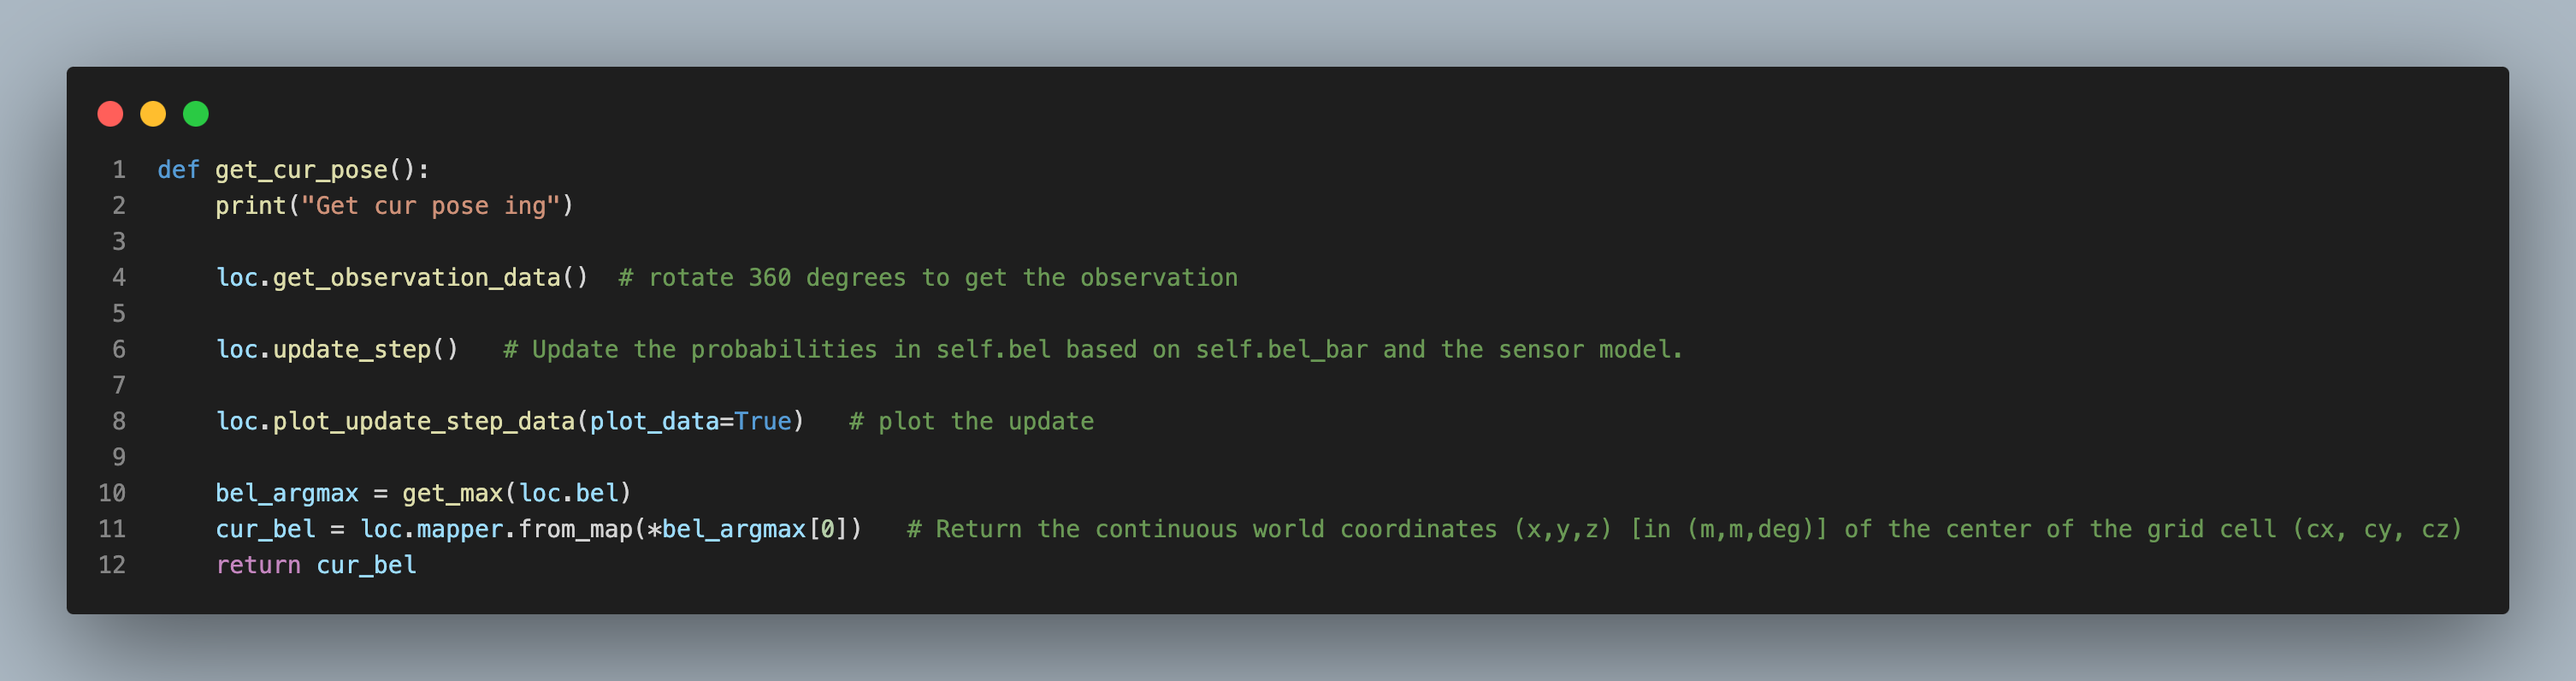 1 def get_cur_pose():
2     print("Get cur pose ing")
3
4     loc.get_observation_data()  # rotate 360 degrees to get the observation
5
6     loc.update_step()   # Update the probabilities in self.bel based on self.bel_bar and the sensor model.
7
8     loc.plot_update_step_data(plot_data=True)   # plot the update
9
10     bel_argmax = get_max(loc.bel)
11     cur_bel = loc.mapper.from_map(*bel_argmax[0])   # Return the continuous world coordinates (x,y,z) [in (m,m,deg)] of the center of the grid cell (cx, cy, cz)
12     return cur_bel